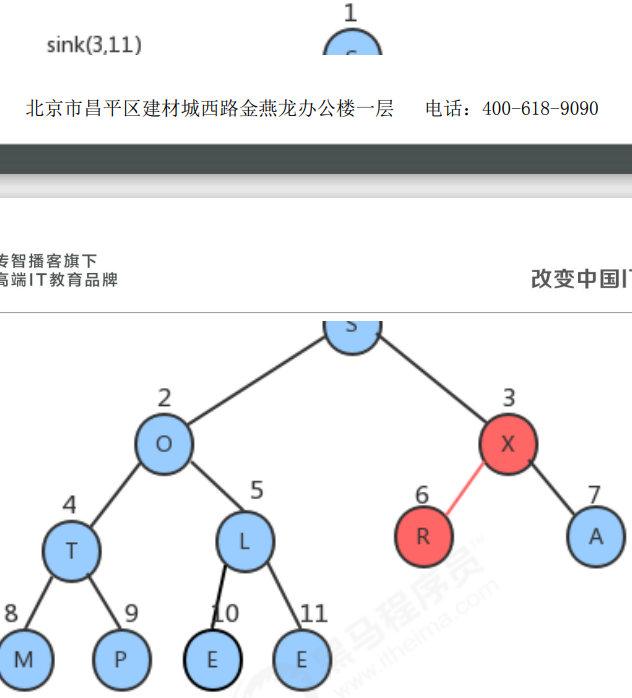 1
sink(3,11)
北京市昌平区建材城西路金燕龙办公楼一层 电话：400-618-9090
传智播客旗下
高端IT教育品牌
改变中国IT
S
2 3
O X
4 5 6 7
T L R A
8 9 10 11
M P E E
黑马程序员
www.itheima.com